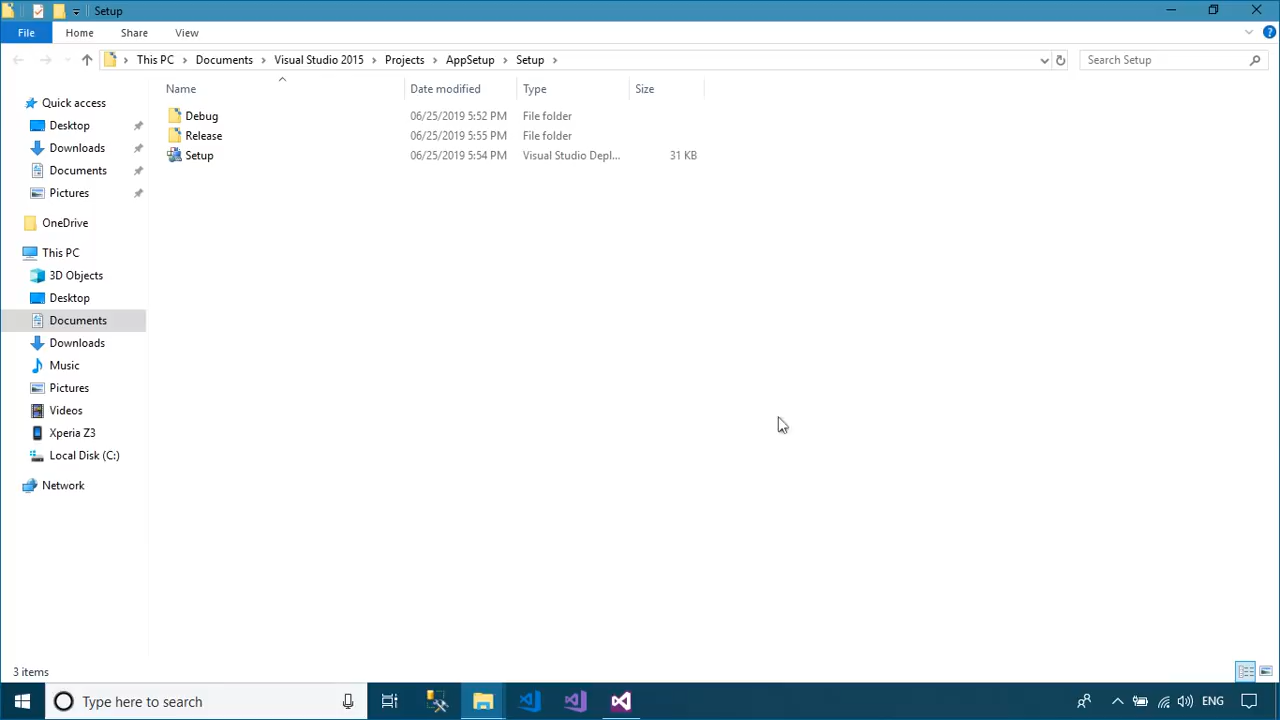 Setup
File Home Share View
This PC Documents Visual Studio 2015 Projects AppSetup Setup
Search Setup
Name Date modified Type Size
Debug 06/25/2019 5:52 PM File folder
Release 06/25/2019 5:55 PM File folder
Setup 06/25/2019 5:54 PM Visual Studio Depl... 31 KB
Quick access
Desktop
Downloads
Documents
Pictures
OneDrive
This PC
3D Objects
Desktop
Documents
Downloads
Music
Pictures
Videos
Xperia Z3
Local Disk (C:)
Network
3 items
Type here to search
ENG